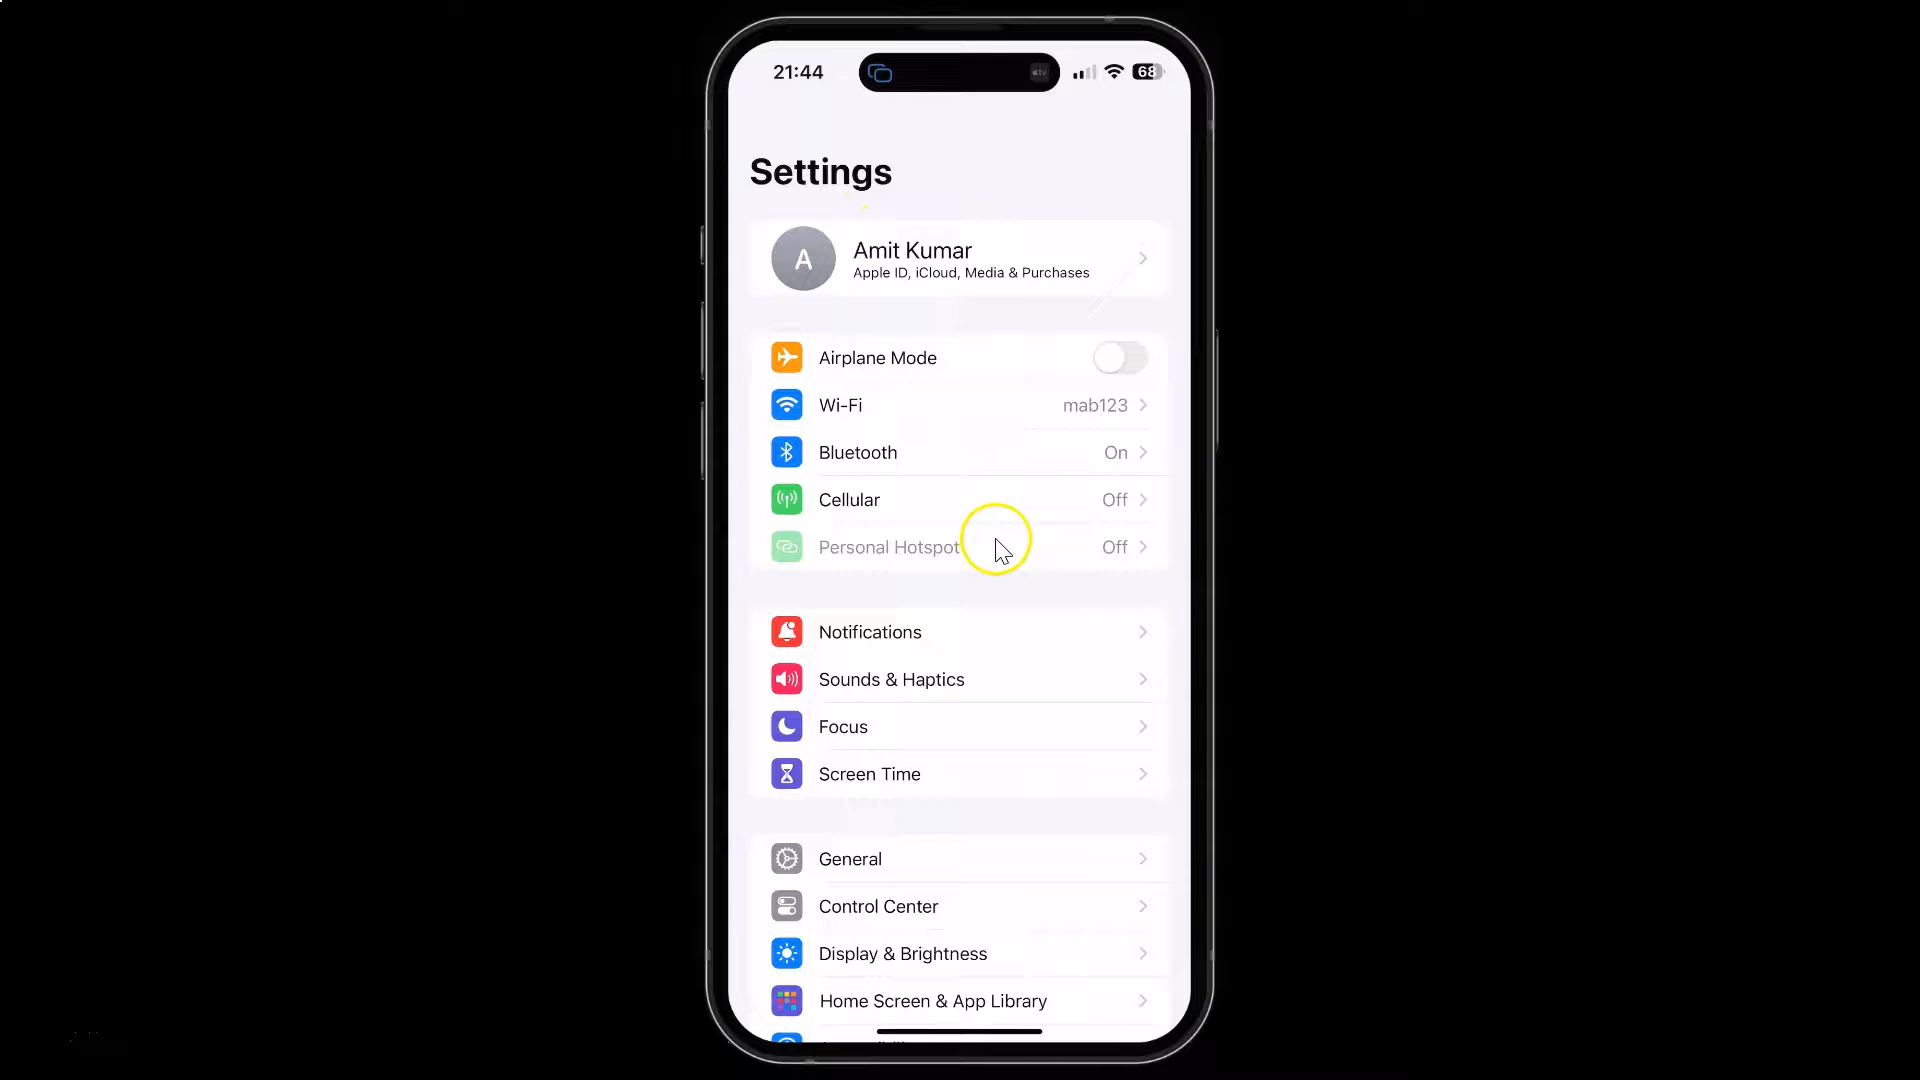 21:44
tv
68
Settings
A
Amit Kumar
Apple ID, iCloud, Media & Purchases
Airplane Mode
Wi-Fi mab123
Bluetooth On
Cellular Off
Personal Hotspot Off
Notifications
Sounds & Haptics
Focus
Screen Time
General
Control Center
Display & Brightness
Home Screen & App Library